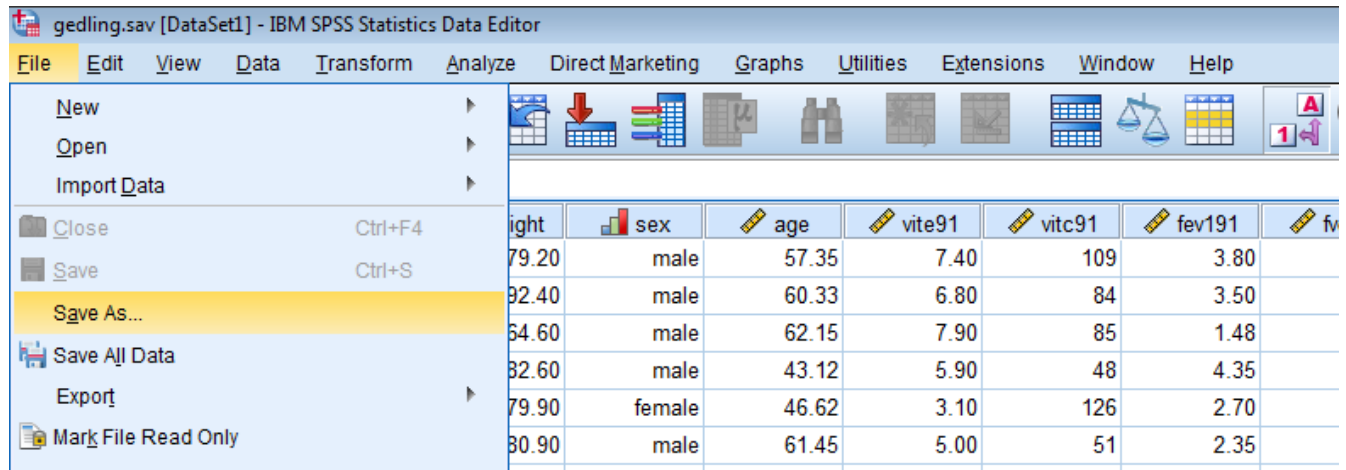 gedling.sav [DataSet1] - IBM SPSS Statistics Data Editor
File Edit View Data Transform Analyze Direct Marketing Graphs Utilities Extensions Window Help
New
Open
Import Data
Close Ctrl+F4
Save Ctrl+S
Save As...
Save All Data
Export
Mark File Read Only
µ
A
1
ight sex age vite91 vitc91 fev191 fv
79.20 male 57.35 7.40 109 3.80
92.40 male 60.33 6.80 84 3.50
64.60 male 62.15 7.90 85 1.48
82.60 male 43.12 5.90 48 4.35
79.90 female 46.62 3.10 126 2.70
80.90 male 61.45 5.00 51 2.35